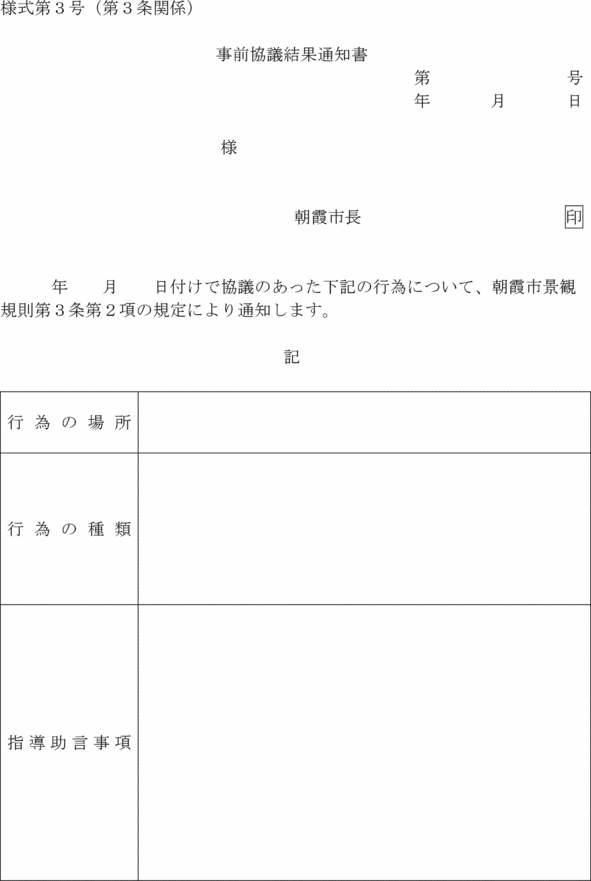 様式第３号（第３条関係）
事前協議結果通知書
第　　　　　　　　号
年　　　　月　　　　日
様
朝霞市長　　　　　　　　　　　　印
年　　月　　日付けで協議のあった下記の行為について、朝霞市景観
規則第３条第２項の規定により通知します。
記
行為の場所
行為の種類
指導助言事項